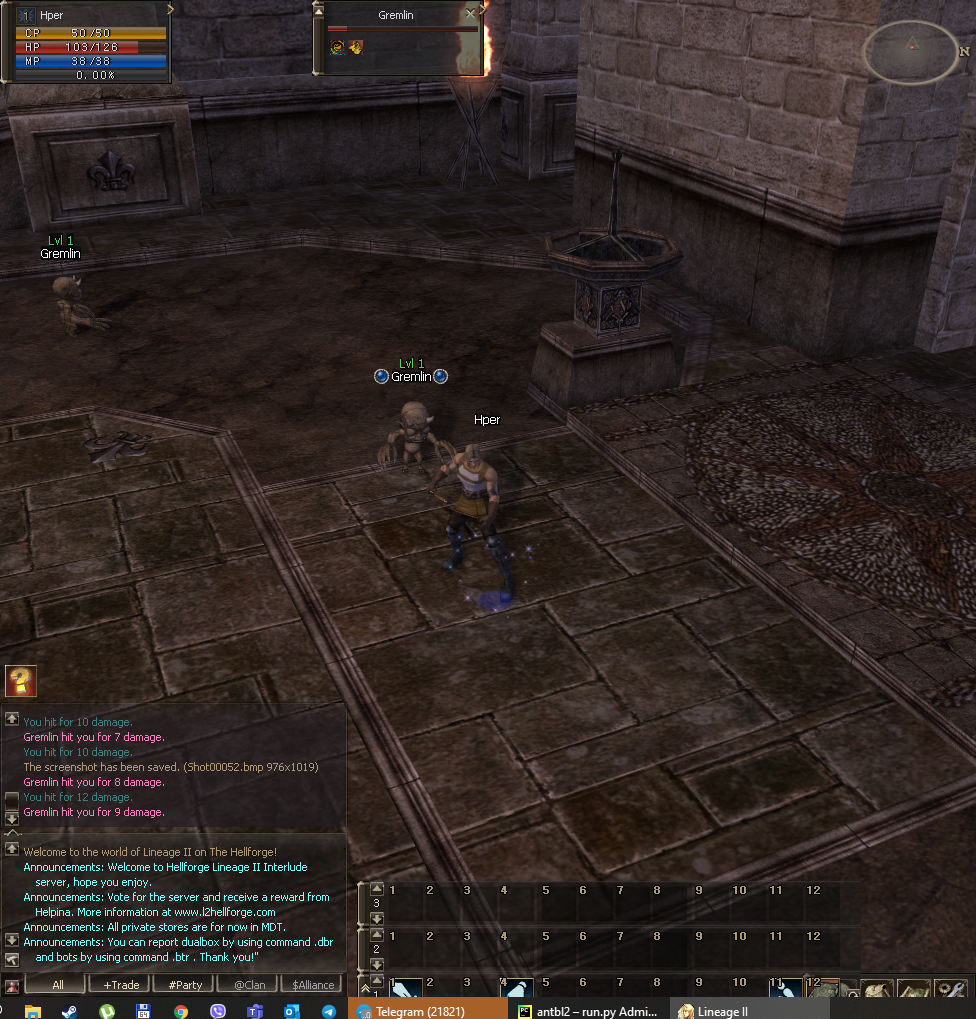 1 Hper
CP 50/50
HP 103/126
MP 38/38
0.00%
Gremlin
N
Lvl 1
Gremlin
Lvl 1
Gremlin
Hper
You hit for 10 damage.
Gremlin hit you for 7 damage.
You hit for 10 damage.
The screenshot has been saved. (Shot00052.bmp 976x1019)
Gremlin hit you for 8 damage.
You hit for 12 damage.
Gremlin hit you for 9 damage.
Welcome to the world of Lineage II on The Hellforge!
Announcements: Welcome to Hellforge Lineage II Interlude
server, hope you enjoy.
Announcements: Vote for the server and receive a reward from
Helpina. More information at www.l2hellforge.com
Announcements: All private stores are for now in MDT.
Announcements: You can report dualbox by using command .dbr
and bots by using command .btr . Thank you!"
All +Trade #Party @Clan $Alliance
3 1 2 3 4 5 6 7 8 9 10 11 12
2 1 2 3 4 5 6 7 8 9 10 11 12
1 1 2 3 4 5 6 7 8 9 10 11 12
64 Telegram (21821) PC antbl2 – run.py Admi... Lineage II